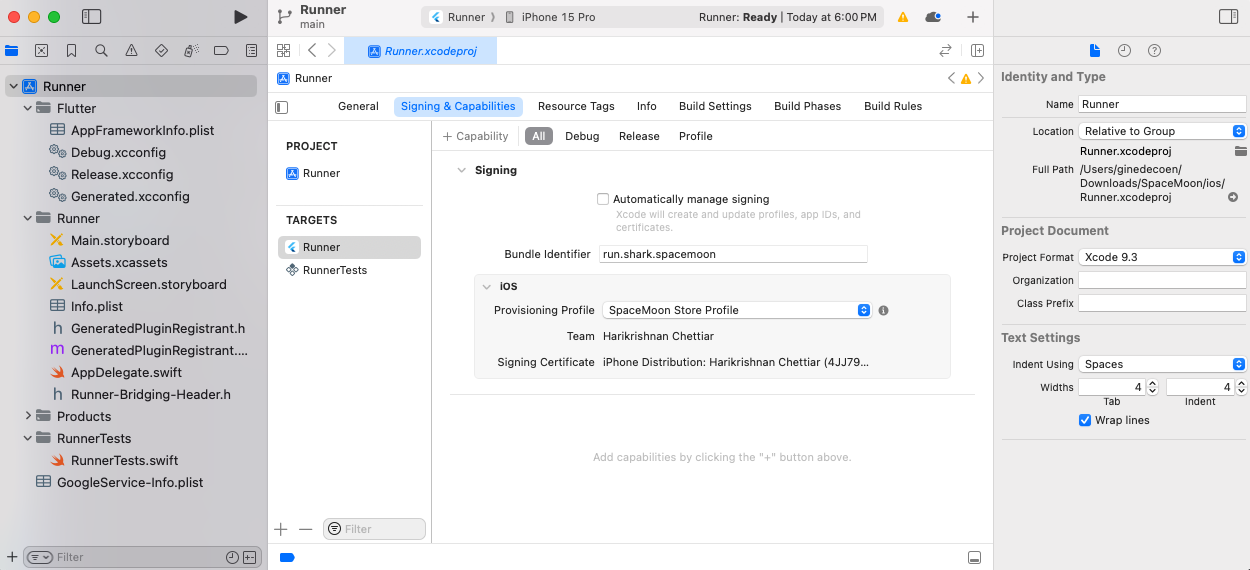 Runner
main
Runner
iPhone 15 Pro
Runner: Ready | Today at 6:00 PM
Runner
Flutter
AppFrameworkInfo.plist
Debug.xcconfig
Release.xcconfig
Generated.xcconfig
Runner
Main.storyboard
Assets.xcassets
LaunchScreen.storyboard
Info.plist
GeneratedPluginRegistrant.h
GeneratedPluginRegistrant....
AppDelegate.swift
Runner-Bridging-Header.h
Products
RunnerTests
RunnerTests.swift
GoogleService-Info.plist
Filter
Runner.xcodeproj
Runner
General
Signing & Capabilities
Resource Tags
Info
Build Settings
Build Phases
Build Rules
PROJECT
Runner
TARGETS
Runner
RunnerTests
Filter
+ Capability
All
Debug
Release
Profile
Signing
Automatically manage signing
Xcode will create and update profiles, app IDs, and
certificates.
Bundle Identifier run.shark.spacemoon
iOS
Provisioning Profile SpaceMoon Store Profile
Team Harikrishnan Chettiar
Signing Certificate iPhone Distribution: Harikrishnan Chettiar (4JJ79...
Add capabilities by clicking the "+" button above.
Identity and Type
Name Runner
Location Relative to Group
Runner.xcodeproj
Full Path /Users/ginedecoen/
Downloads/SpaceMoon/ios/
Runner.xcodeproj
Project Document
Project Format Xcode 9.3
Organization
Class Prefix
Text Settings
Indent Using Spaces
Widths 4 4
Tab Indent
Wrap lines